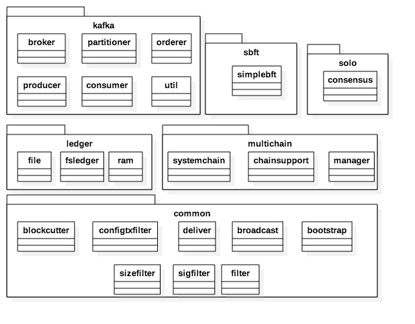 kafka
broker partitioner orderer
producer consumer util
sbft
simplebft
solo
consensus
ledger
file fsledger ram
multichain
systemchain chainsupport manager
common
blockcutter configtxfilter deliver broadcast bootstrap
sizefilter sigfilter filter